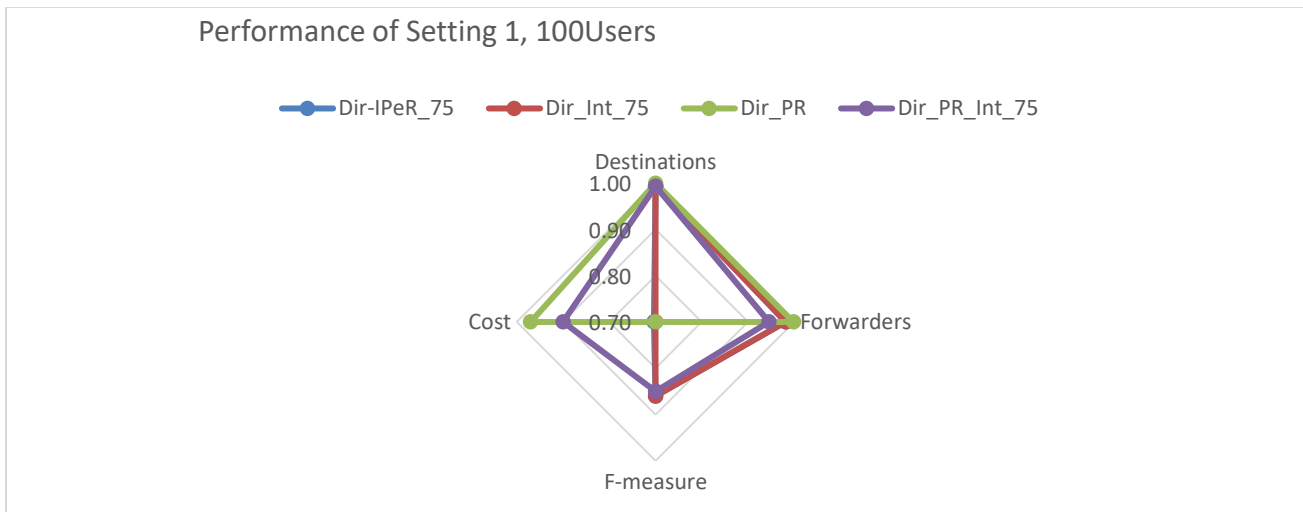 Performance of Setting 1, 100Users
Dir-IPeR_75 Dir_Int_75 Dir_PR Dir_PR_Int_75
Destinations
1.00
0.90
0.80
Cost 0.70 Forwarders
F-measure